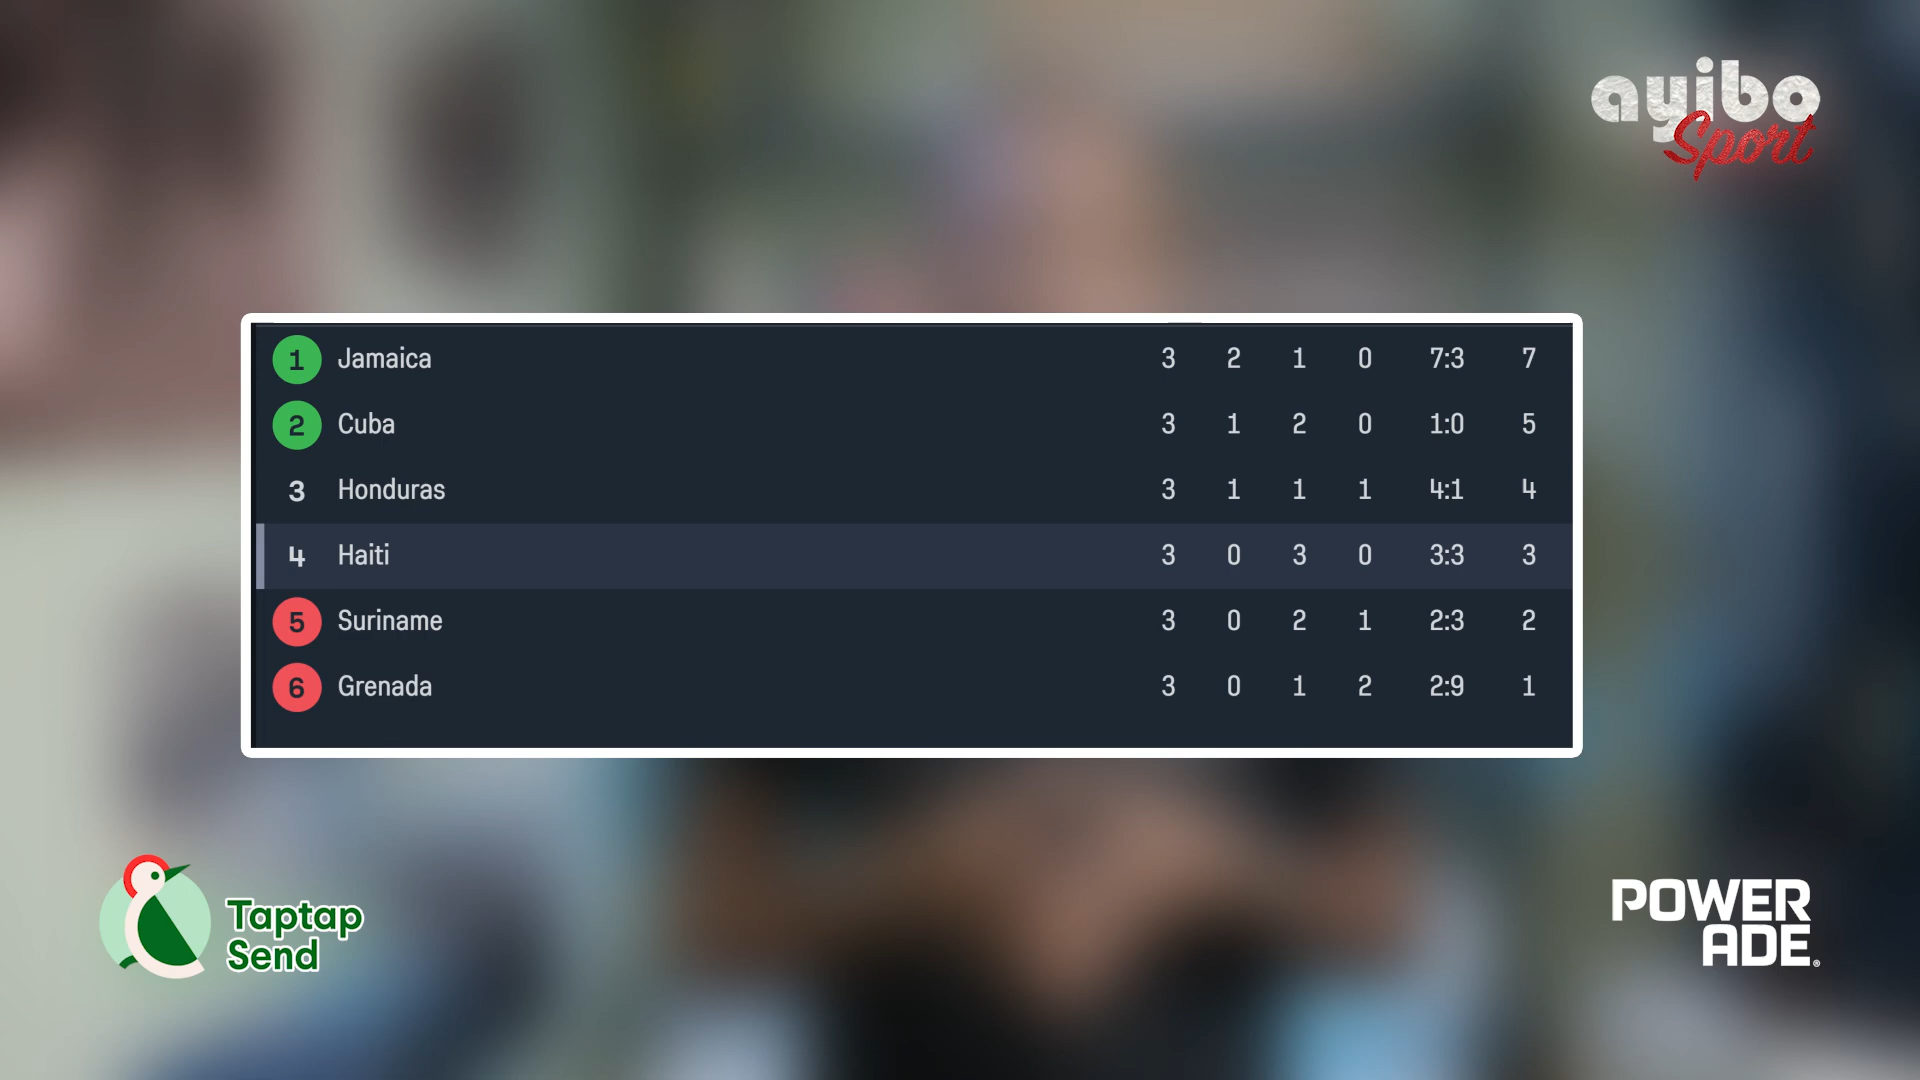 ayibo
Sport
1 Jamaica 3 2 1 0 7:3 7
2 Cuba 3 1 2 0 1:0 5
3 Honduras 3 1 1 1 4:1 4
4 Haiti 3 0 3 0 3:3 3
5 Suriname 3 0 2 1 2:3 2
6 Grenada 3 0 1 2 2:9 1
Taptap
Send
POWER
ADE®